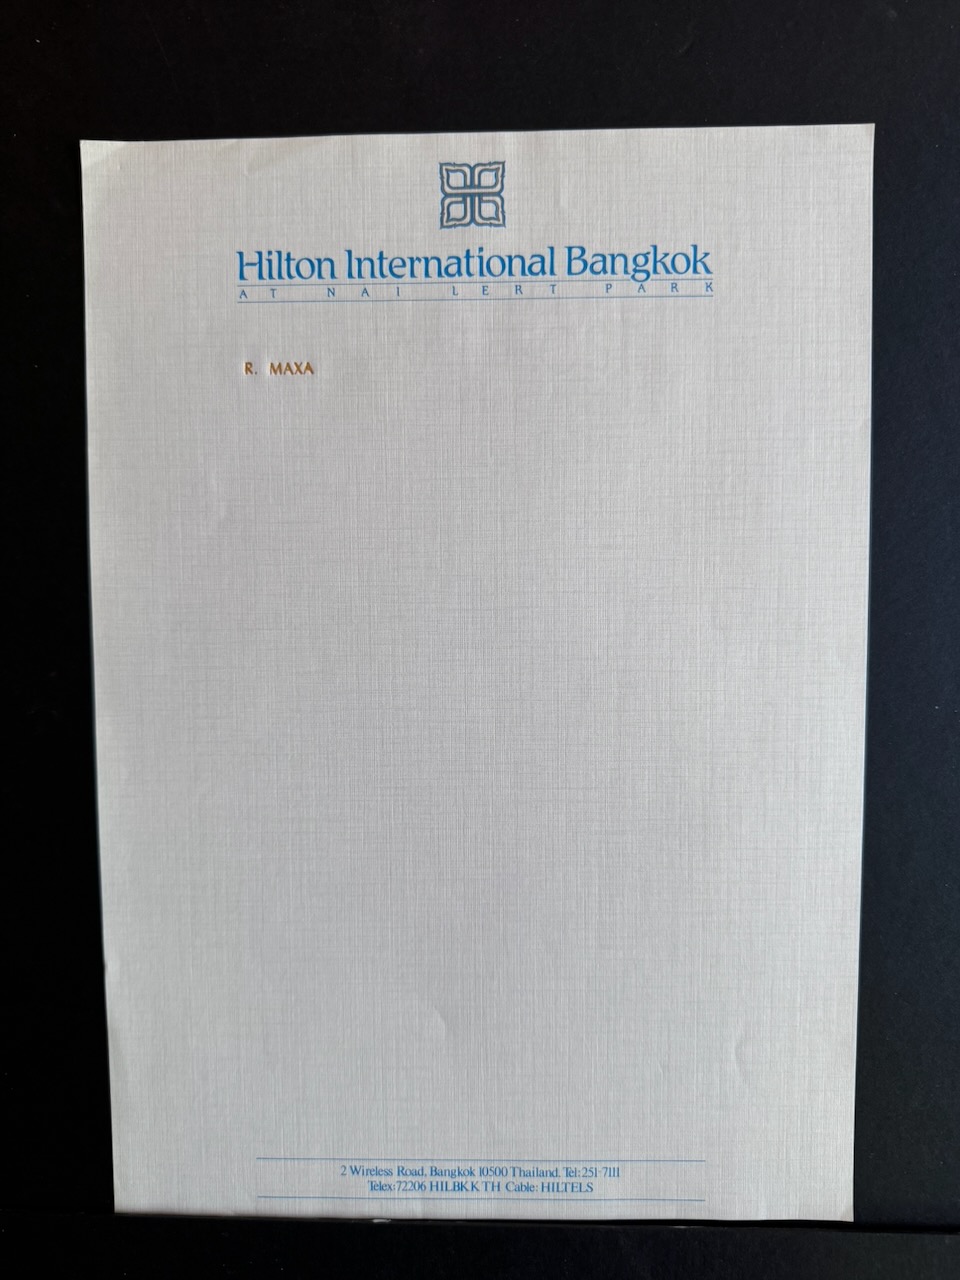 Hilton International Bangkok
AT NAI LERT PARK
R. MAXA
2 Wireless Road, Bangkok 10500 Thailand. Tel: 251-7111
Telex: 72206 HILBKK TH Cable: HILTELS